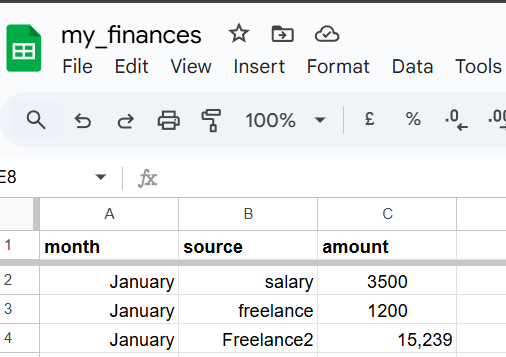 my_finances
File Edit View Insert Format Data Tools
100% £ % .0 .00
E8 fx
A B C
1 month source amount
2 January salary 3500
3 January freelance 1200
4 January Freelance2 15,239